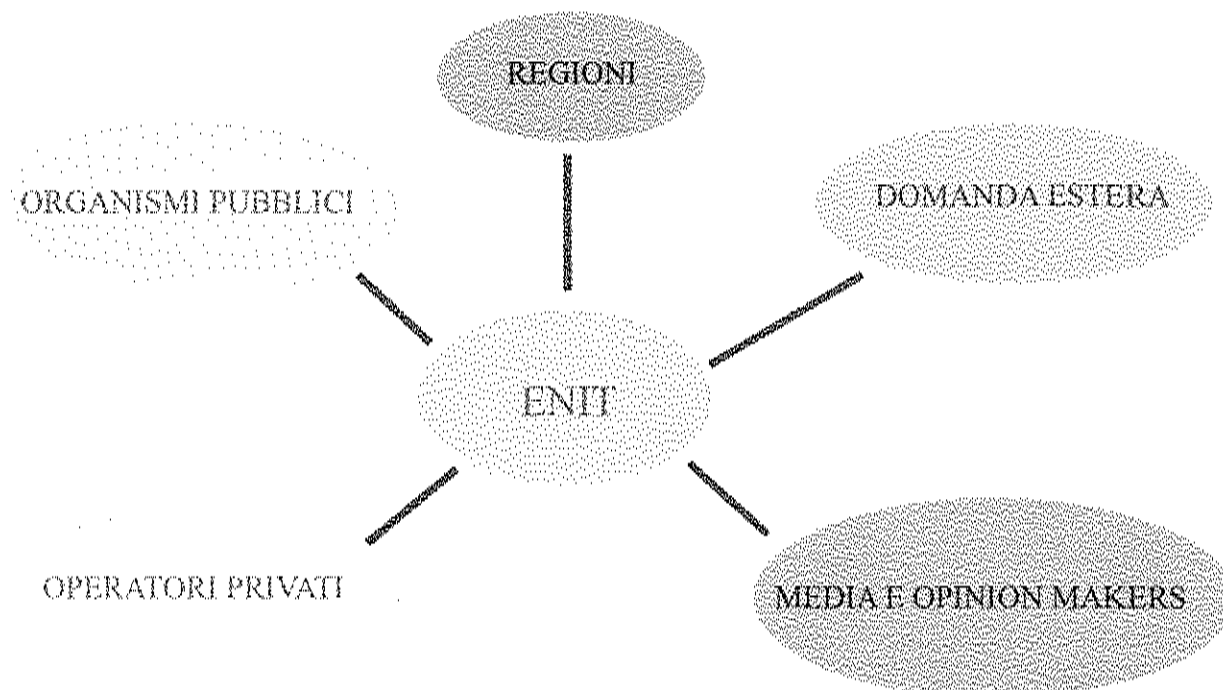 REGIONI
ORGANISMI PUBBLICI
DOMANDA ESTERA
ENIT
OPERATORI PRIVATI
MEDIA E OPINION MAKERS